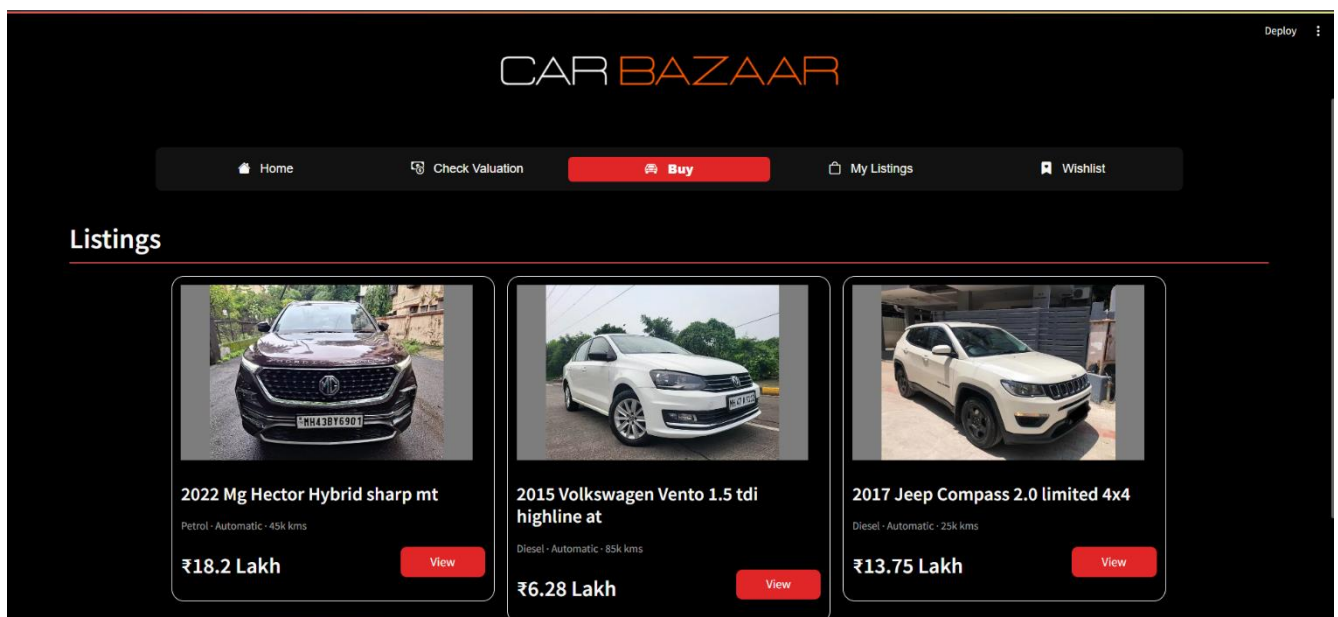 Deploy
CAR BAZAAR
Home
Check Valuation
Buy
My Listings
Wishlist
Listings
MH43BY6901
2022 Mg Hector Hybrid sharp mt
Petrol · Automatic · 45k kms
₹18.2 Lakh
View
2015 Volkswagen Vento 1.5 tdi
highline at
Diesel · Automatic · 85k kms
₹6.28 Lakh
View
2017 Jeep Compass 2.0 limited 4x4
Diesel · Automatic · 25k kms
₹13.75 Lakh
View